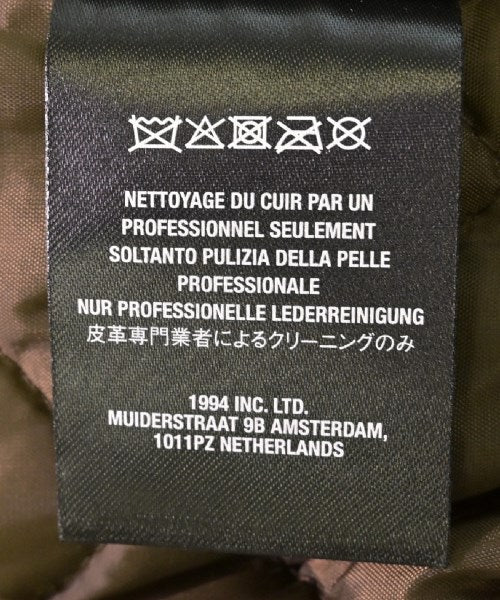 NETTOYAGE DU CUIR PAR UN
PROFESSIONNEL SEULEMENT
SOLTANTO PULIZIA DELLA PELLE
PROFESSIONALE
NUR PROFESSIONELLE LEDERREINIGUNG
皮革専門業者によるクリーニングのみ
1994 INC. LTD.
MUIDERSTRAAT 9B AMSTERDAM,
1011PZ NETHERLANDS